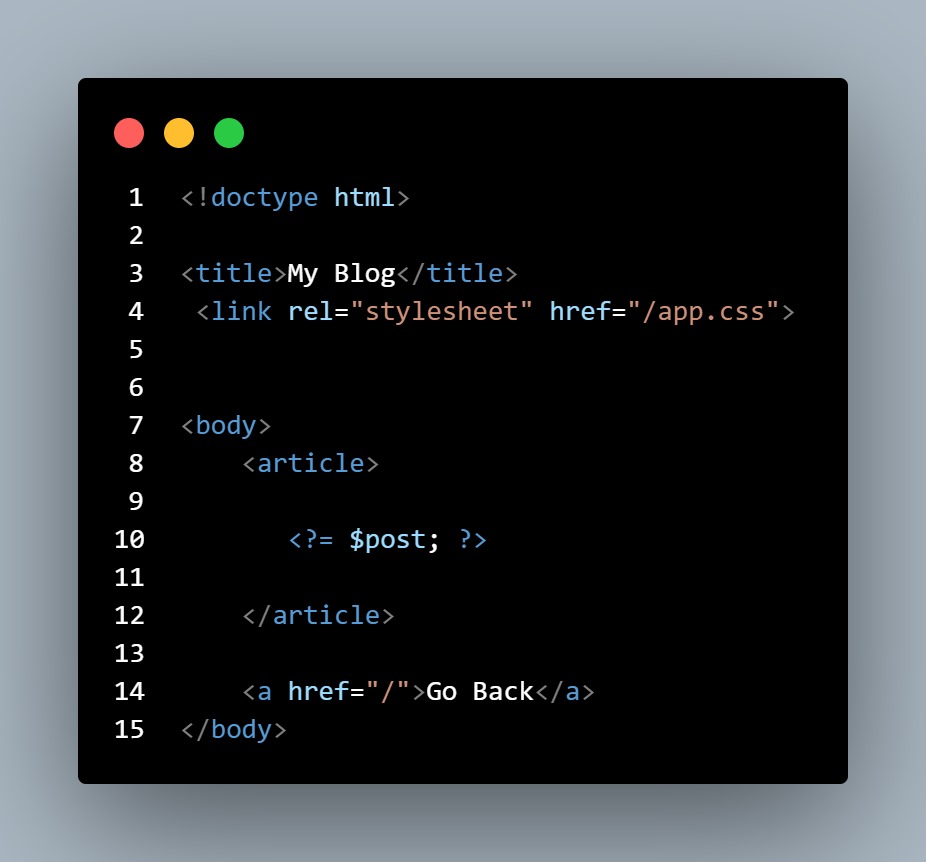 1 <!doctype html>
2
3 <title>My Blog</title>
4  <link rel="stylesheet" href="/app.css">
5
6
7 <body>
8     <article>
9
10        <?= $post; ?>
11
12     </article>
13
14     <a href="/">Go Back</a>
15 </body>